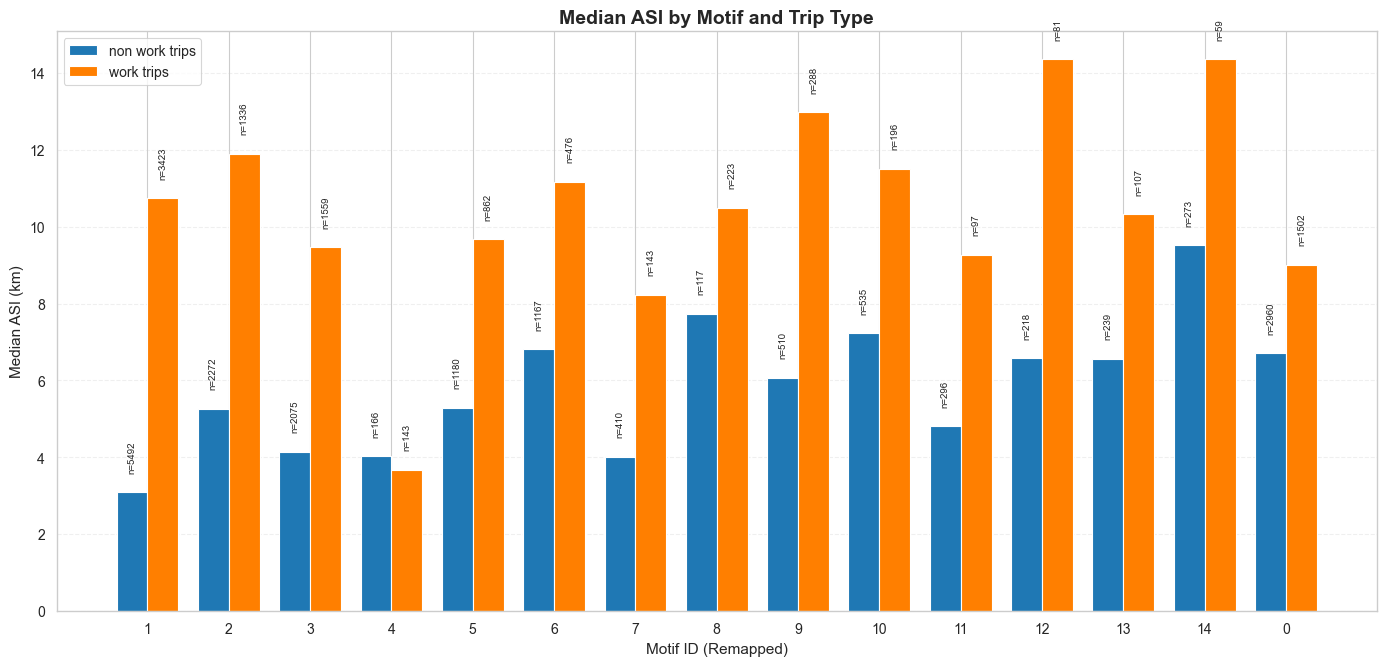 Median ASI by Motif and Trip Type
non work trips
work trips
Median ASI (km)
14
12
10
8
6
4
2
0
n=5492
n=3423
n=2272
n=1336
n=2075
n=1559
n=166
n=143
n=1180
n=862
n=1167
n=476
n=410
n=143
n=117
n=223
n=510
n=288
n=535
n=196
n=296
n=97
n=218
n=81
n=239
n=107
n=273
n=59
n=2960
n=1502
1 2 3 4 5 6 7 8 9 10 11 12 13 14 0
Motif ID (Remapped)